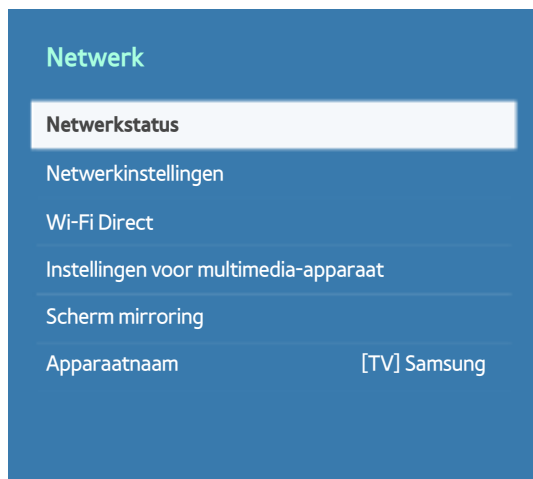 Netwerk
Netwerkstatus
Netwerkinstellingen
Wi-Fi Direct
Instellingen voor multimedia-apparaat
Scherm mirroring
Apparaatnaam [TV] Samsung